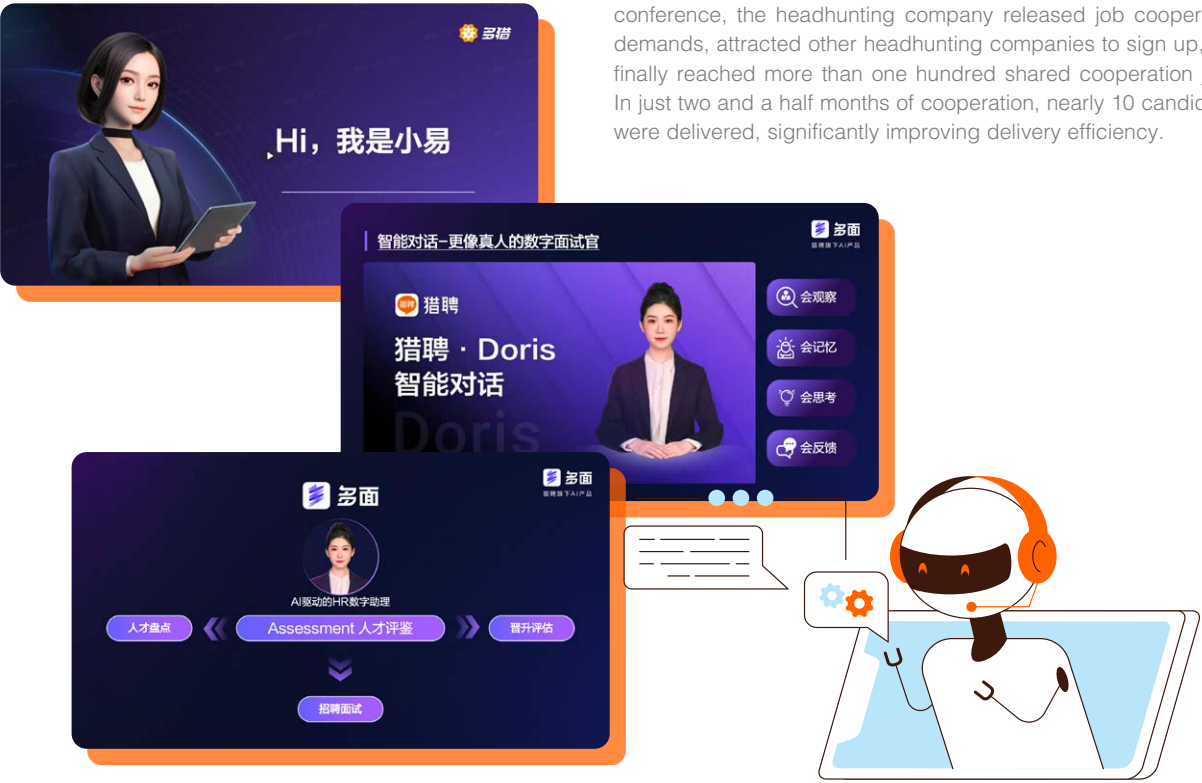 conference, the headhunting company released job cooper
demands, attracted other headhunting companies to sign up,
finally reached more than one hundred shared cooperation
In just two and a half months of cooperation, nearly 10 candid
were delivered, significantly improving delivery efficiency.
多猎
Hi，我是小易
智能对话-更像真人的数字面试官
多面
猎聘旗下AI产品
猎聘
猎聘
猎聘 · Doris
智能对话
Doris
会观察
会记忆
会思考
会反馈
多面
多面
猎聘旗下AI产品
AI驱动的HR数字助理
人才盘点
Assessment 人才评鉴
晋升评估
招聘面试